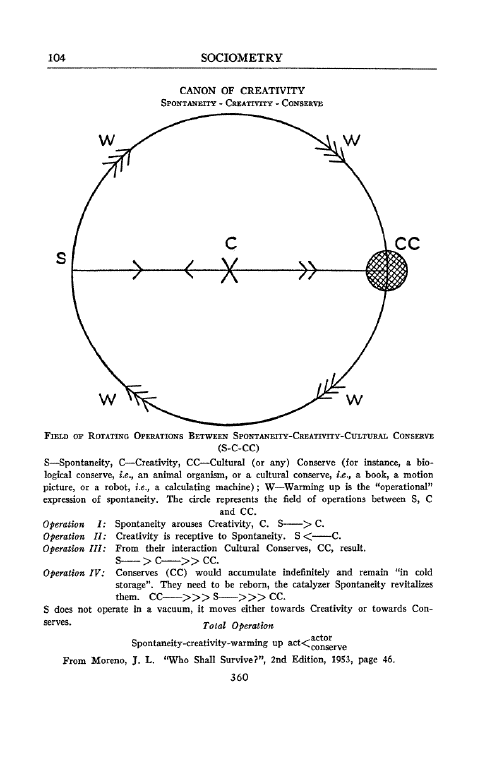 104
SOCIOMETRY
CANON OF CREATIVITY
SPONTANEITY - CREATIVITY - CONSERVE
W
W
S
C
CC
W
W
FIELD OF ROTATING OPERATIONS BETWEEN SPONTANEITY-CREATIVITY-CULTURAL CONSERVE
(S-C-CC)
S—Spontaneity, C—Creativity, CC—Cultural (or any) Conserve (for instance, a bio-
logical conserve, i.e., an animal organism, or a cultural conserve, i.e., a book, a motion
picture, or a robot, i.e., a calculating machine); W—Warming up is the "operational"
expression of spontaneity. The circle represents the field of operations between S, C
and CC.
Operation I: Spontaneity arouses Creativity, C. S—> C.
Operation II: Creativity is receptive to Spontaneity. S <—C.
Operation III: From their interaction Cultural Conserves, CC, result.
S—> C—>> CC.
Operation IV: Conserves (CC) would accumulate indefinitely and remain "in cold
storage". They need to be reborn, the catalyzer Spontaneity revitalizes
them. CC—>>> S—>>> CC.
S does not operate in a vacuum, it moves either towards Creativity or towards Con-
serves.
Total Operation
Spontaneity-creativity-warming up act< actor
conserve
From Moreno, J. L. "Who Shall Survive?", 2nd Edition, 1953, page 46.
360